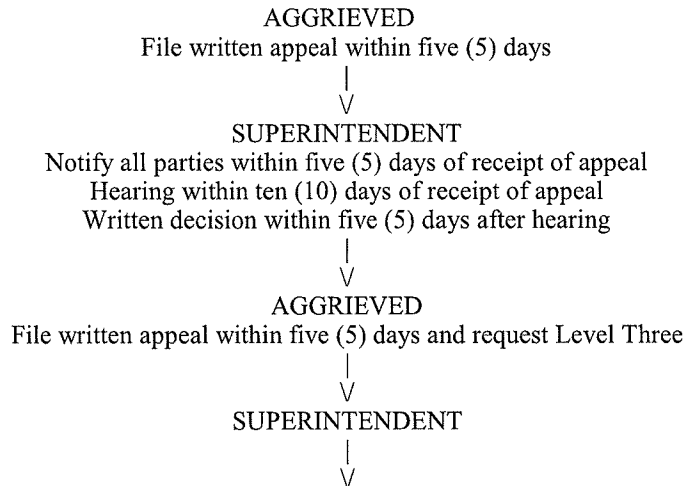 AGGRIEVED
File written appeal within five (5) days
|
\/
SUPERINTENDENT
Notify all parties within five (5) days of receipt of appeal
Hearing within ten (10) days of receipt of appeal
Written decision within five (5) days after hearing
|
\/
AGGRIEVED
File written appeal within five (5) days and request Level Three
|
\/
SUPERINTENDENT
|
\/